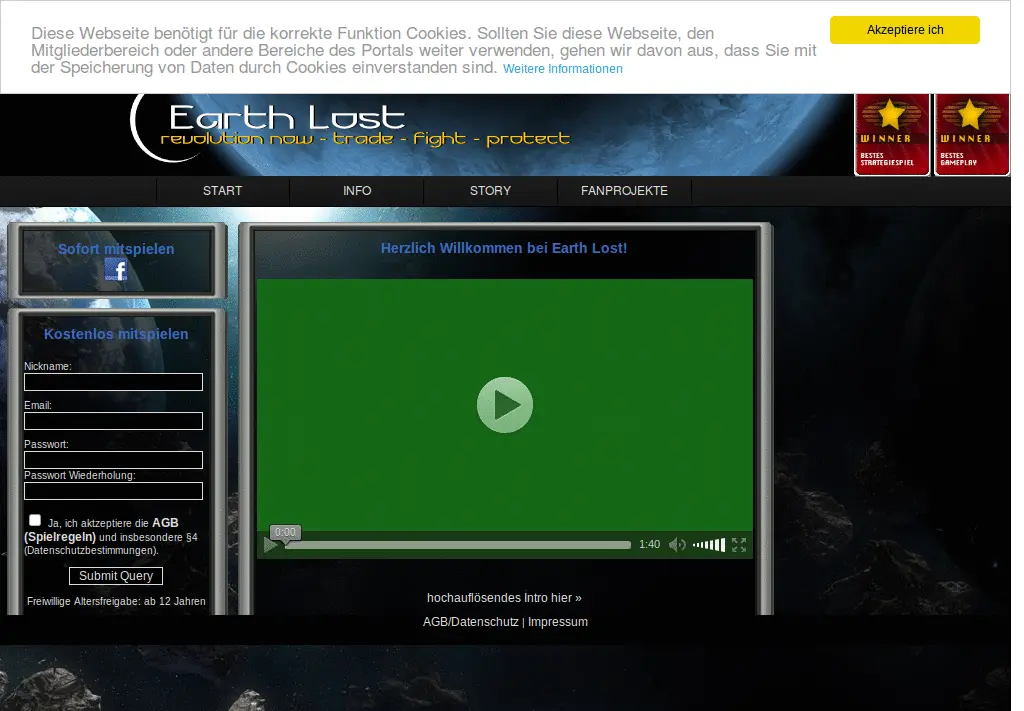 Diese Webseite benötigt für die korrekte Funktion Cookies. Sollten Sie diese Webseite, den
Mitgliederbereich oder andere Bereiche des Portals weiter verwenden, gehen wir davon aus, dass Sie mit
der Speicherung von Daten durch Cookies einverstanden sind. Weitere Informationen
Akzeptiere ich
Earth Lost
revolution now - trade - fight - protect
WINNER
BESTES
STRATEGIESPIEL
WINNER
BESTES
GAMEPLAY
START INFO STORY FANPROJEKTE
Sofort mitspielen
f
Kostenlos mitspielen
Nickname:
Email:
Passwort:
Passwort Wiederholung:
Ja, ich aktzeptiere die AGB
(Spielregeln) und insbesondere §4
(Datenschutzbestimmungen).
Submit Query
Freiwillige Altersfreigabe: ab 12 Jahren
Herzlich Willkommen bei Earth Lost!
0:00
1:40
hochauflösendes Intro hier »
AGB/Datenschutz | Impressum